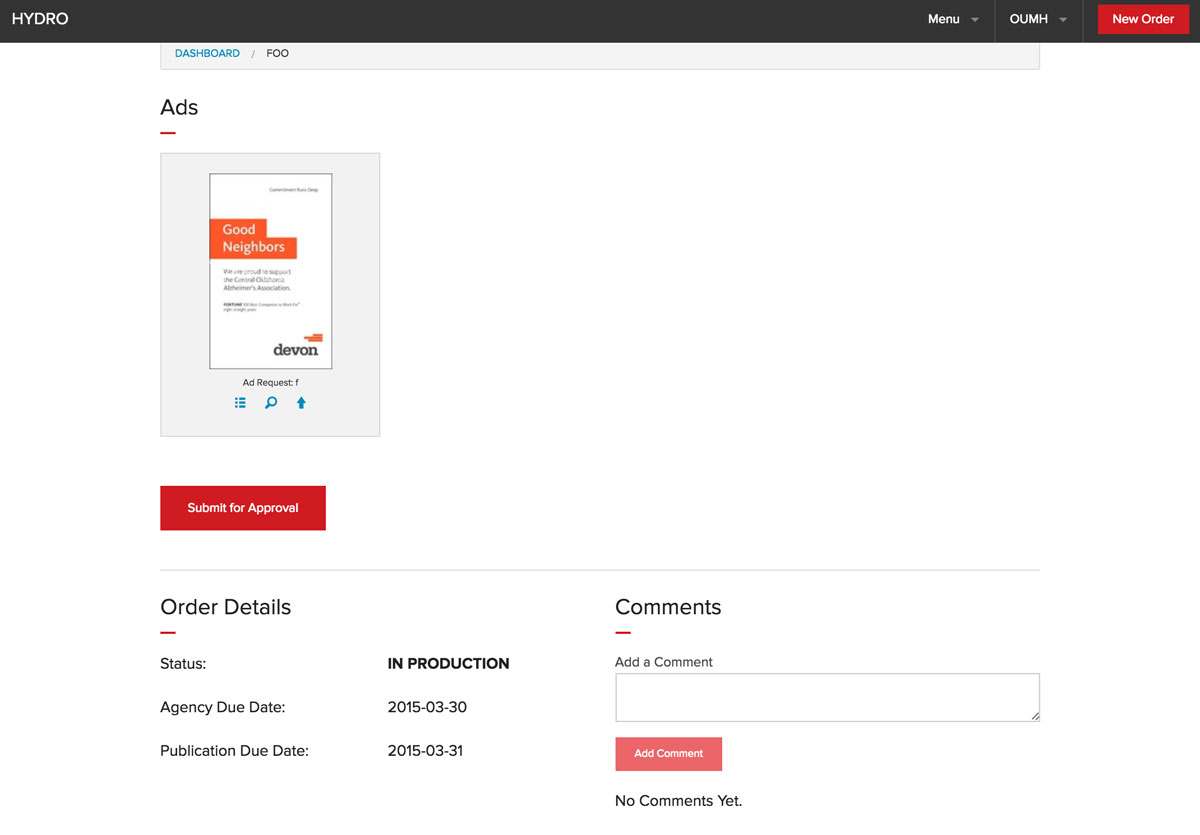 HYDRO
Menu
OUMH
New Order
DASHBOARD / FOO
Ads
Commitment Runs Deep
Good
Neighbors
We are proud to support
the Central Oklahoma
Alzheimer's Association.
FORTUNE 100 Best Companies to Work For
eight straight years
devon
Ad Request: f
Submit for Approval
Order Details
Status: IN PRODUCTION
Agency Due Date: 2015-03-30
Publication Due Date: 2015-03-31
Comments
Add a Comment
Add Comment
No Comments Yet.